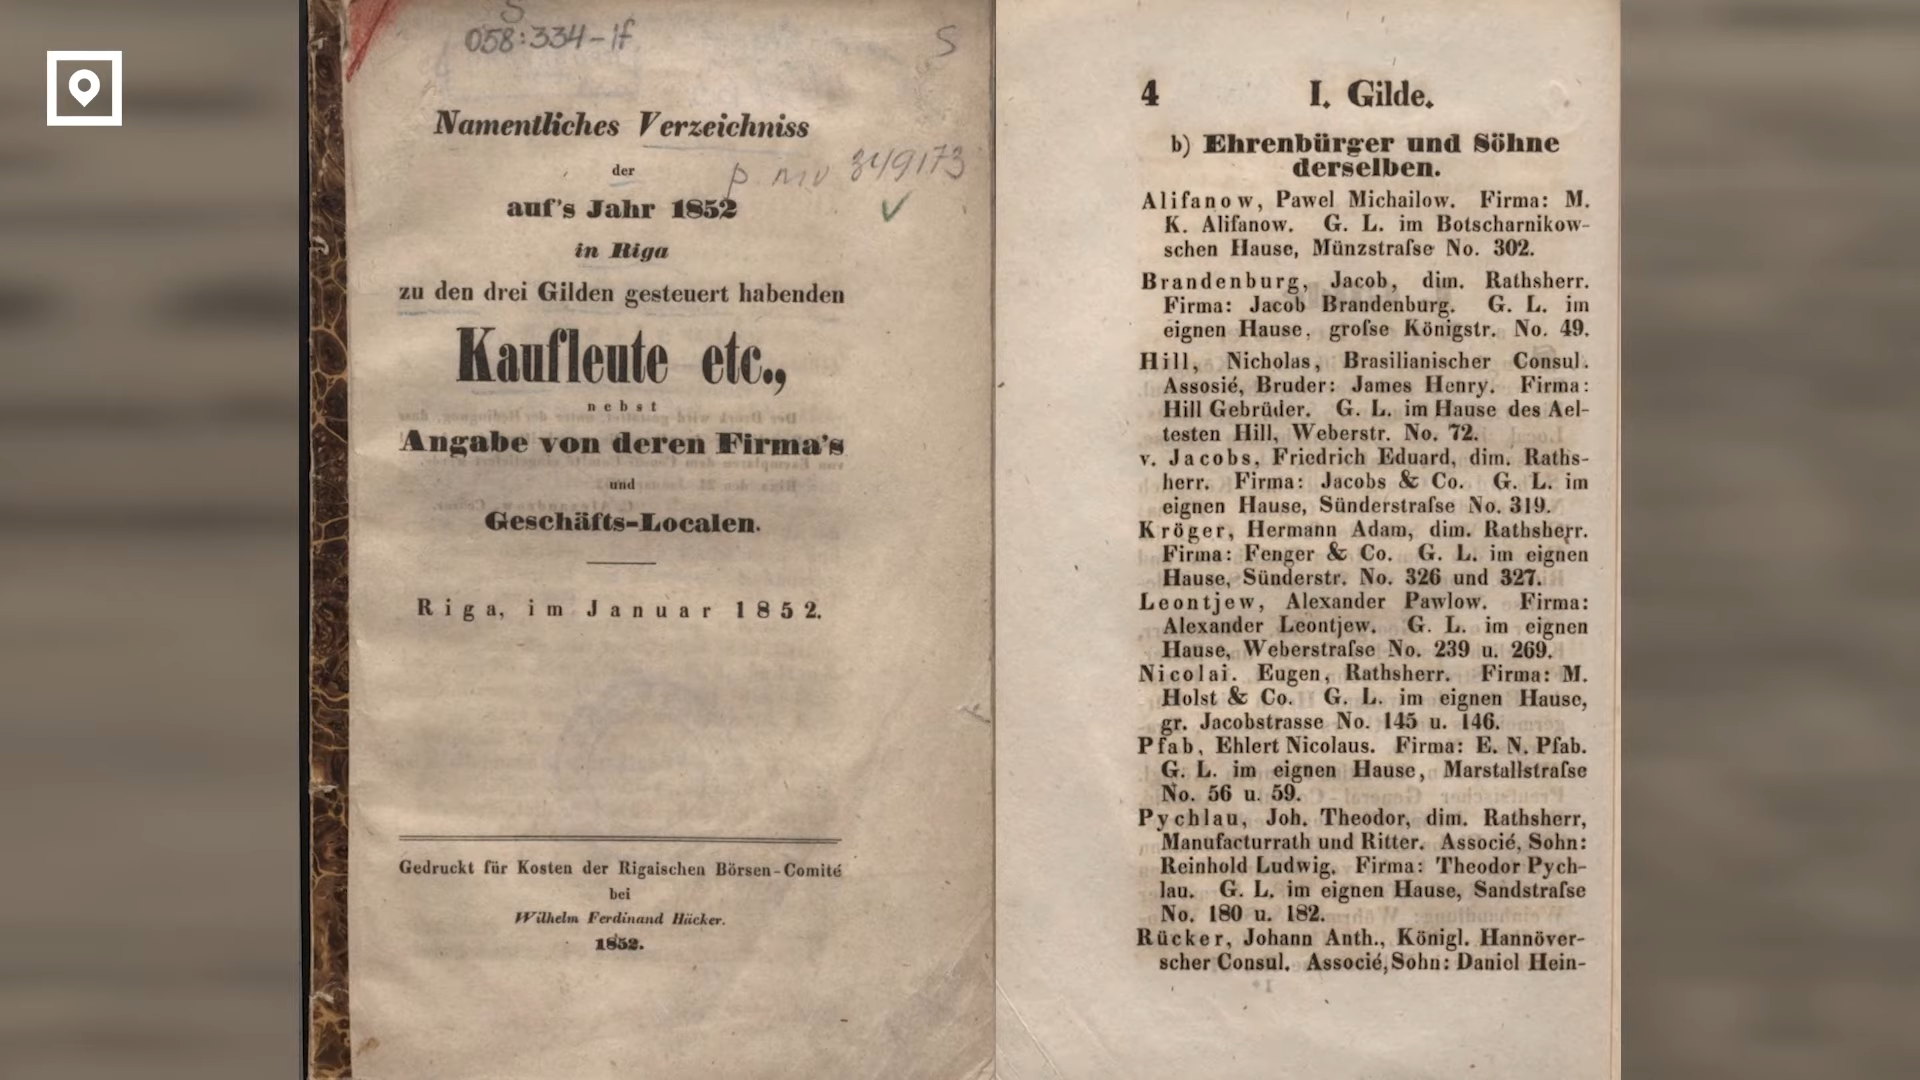 S
058:334-lf
S
Namentliches Verzeichniss
der
p. mv 349173
auf's Jahr 1852
in Riga
zu den drei Gilden gesteuert habenden
Kaufleute etc.,
nebst
Angabe von deren Firma's
und
Geschäfts-Localen.
Riga, im Januar 1852.
Gedruckt für Kosten der Rigaischen Börsen-Comité
bei
Wilhelm Ferdinand Häcker.
1852.
4 I. Gilde.
b) Ehrenbürger und Söhne
derselben.
Alifanow, Pawel Michailow. Firma: M.
K. Alifanow. G. L. im Botscharnikow-
schen Hause, Münzstraſse No. 302.
Brandenburg, Jacob, dim. Rathsherr.
Firma: Jacob Brandenburg. G. L. im
eignen Hause, groſse Königstr. No. 49.
Hill, Nicholas, Brasilianischer Consul.
Assosié, Bruder: James Henry. Firma:
Hill Gebrüder. G. L. im Hause des Ael-
testen Hill, Weberstr. No. 72.
v. Jacobs, Friedrich Eduard, dim. Raths-
herr. Firma: Jacobs & Co. G. L. im
eignen Hause, Sünderstraſse No. 319.
Kröger, Hermann Adam, dim. Rathsherr.
Firma: Fenger & Co. G. L. im eignen
Hause, Sünderstr. No. 326 und 327.
Leontjew, Alexander Pawlow. Firma:
Alexander Leontjew. G. L. im eignen
Hause, Weberstraſse No. 239 u. 269.
Nicolai. Eugen, Rathsherr. Firma: M.
Holst & Co. G. L. im eignen Hause,
gr. Jacobstrasse No. 145 u. 146.
Pfab, Ehlert Nicolaus. Firma: E. N. Pfab.
G. L. im eignen Hause, Marstallstraſse
No. 56 u. 59.
Pychlau, Joh. Theodor, dim. Rathsherr,
Manufacturrath und Ritter. Associé, Sohn:
Reinhold Ludwig. Firma: Theodor Pych-
lau. G. L. im eignen Hause, Sandstraſse
No. 180 u. 182.
Rücker, Johann Anth., Königl. Hannöver-
scher Consul. Associé, Sohn: Daniel Hein-